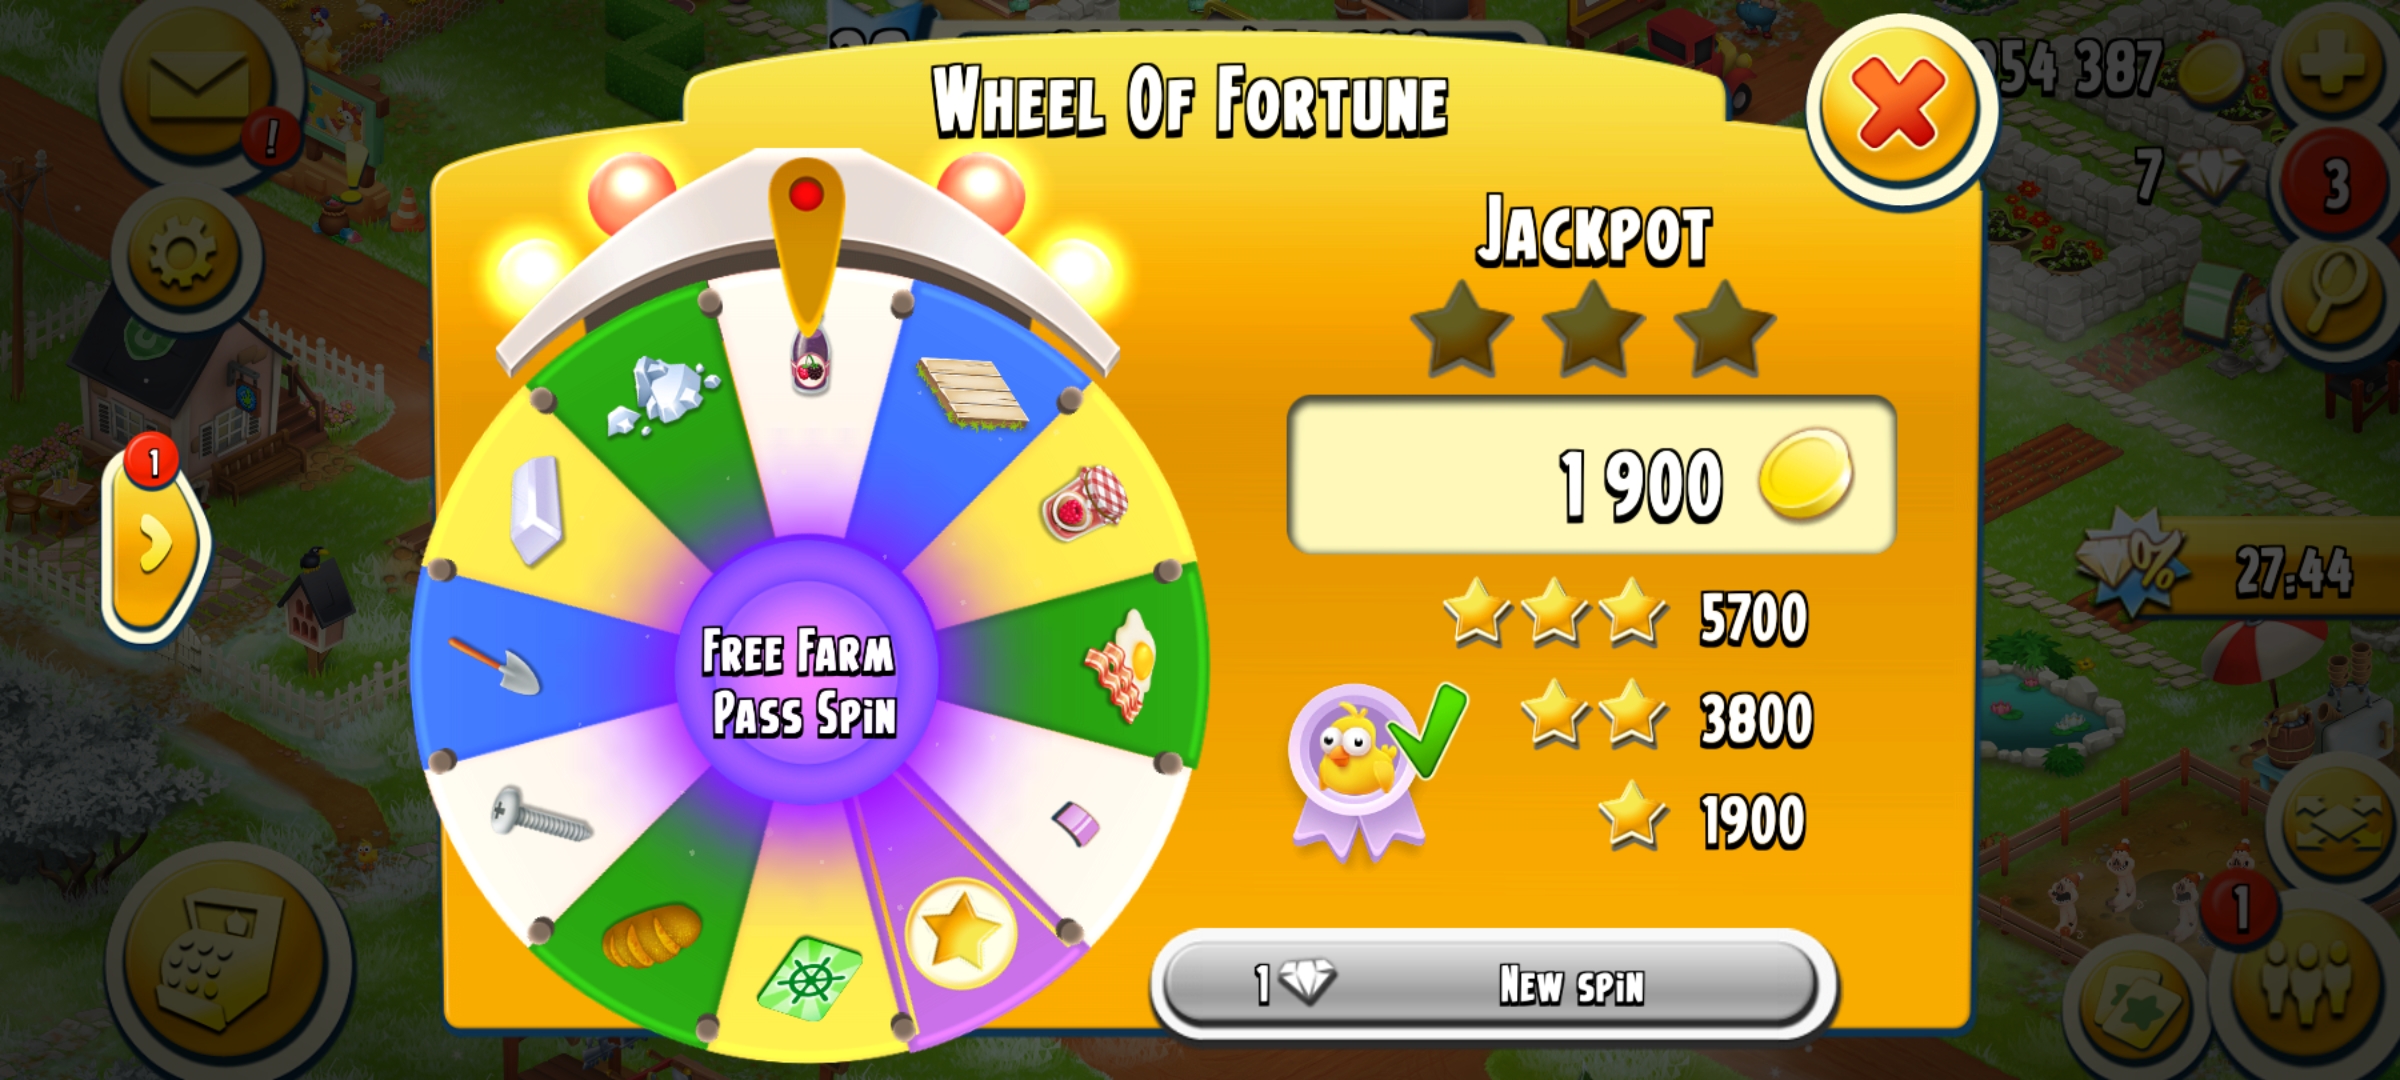 WHEEL OF FORTUNE
54 387
7
3
!
JACKPOT
1 900
1
27:44
5700
FREE FARM
PASS SPIN
3800
1900
1
1 NEW SPIN